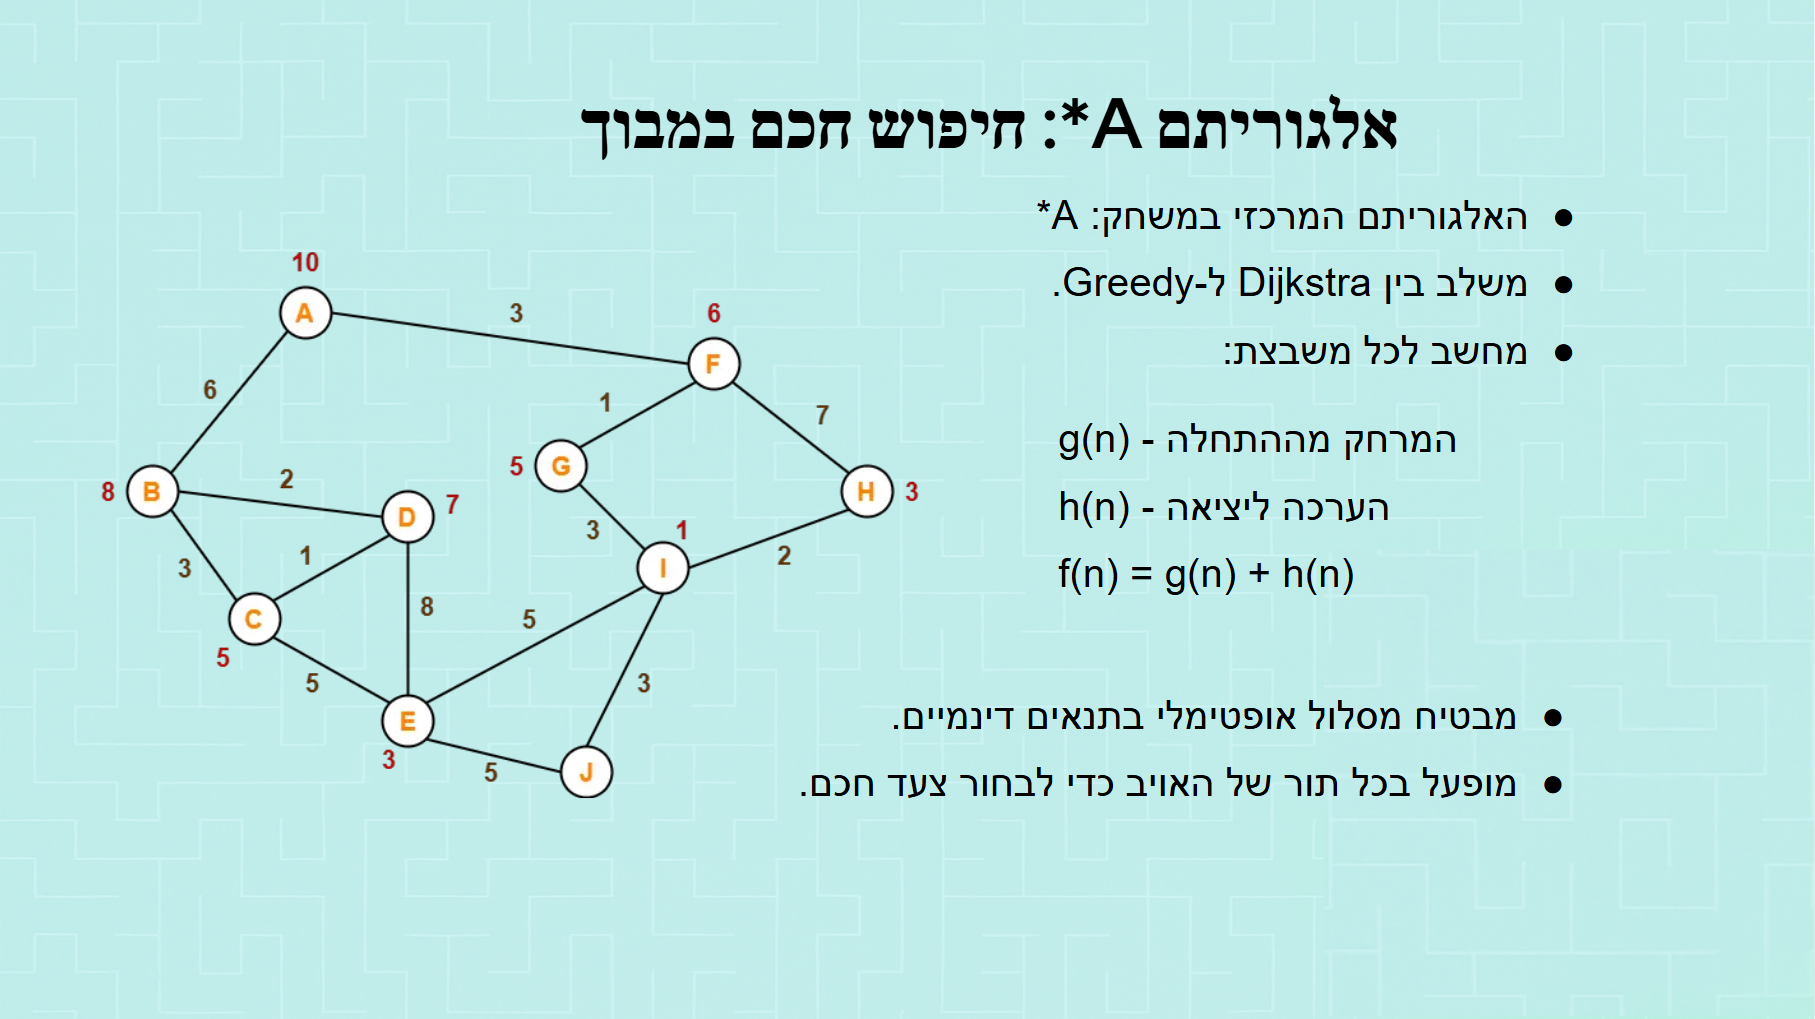 אלגוריתם A*: חיפוש חכם במבוך
● האלגוריתם המרכזי במשחק: A*
● משלב בין Dijkstra ל-Greedy.
● מחשב לכל משבצת:
g(n) - המרחק מההתחלה
h(n) - הערכה ליציאה
f(n) = g(n) + h(n)
● מבטיח מסלול אופטימלי בתנאים דינמיים.
● מופעל בכל תור של האויב כדי לבחור צעד חכם.
10
A
3
6
F
6
1
7
8
B
2
D
7
5
G
H
3
3
1
3
1
I
2
C
5
8
5
5
3
E
3
5
J